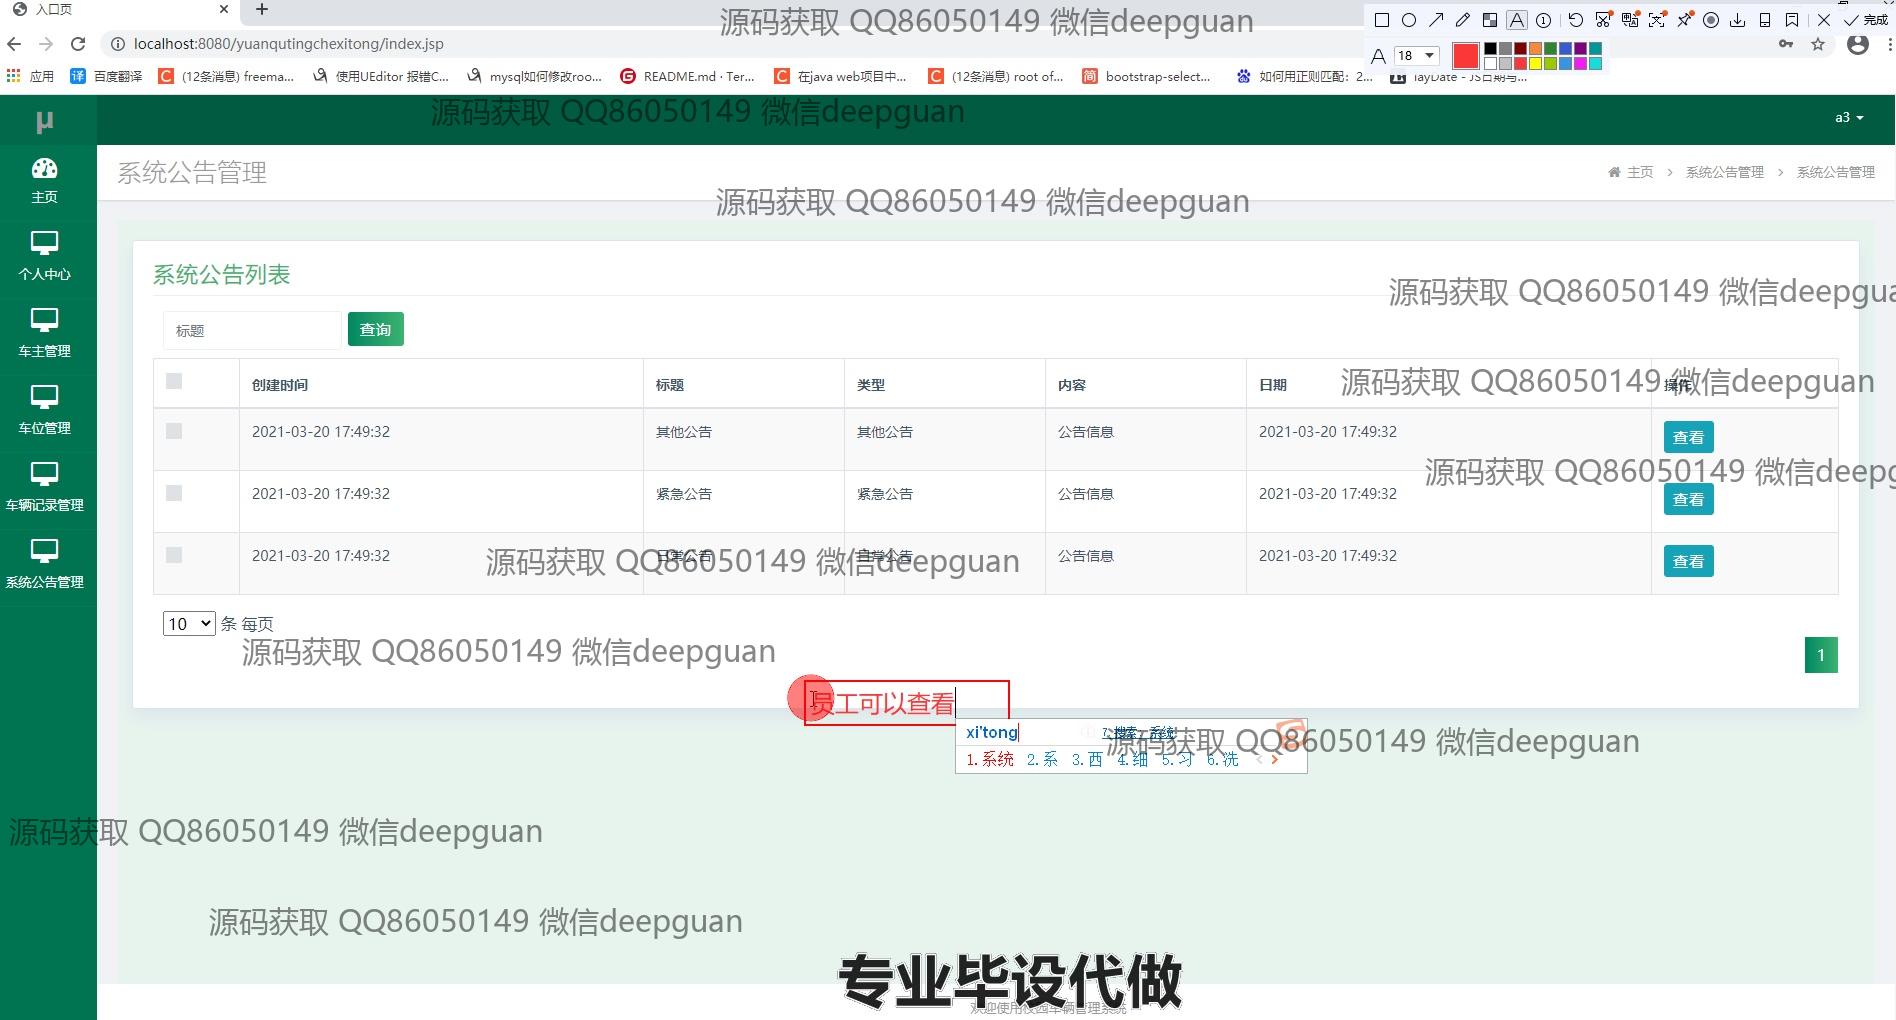 入口页
源码获取 QQ86050149 微信deepguan
完成
localhost:8080/yuanqutingchexitong/index.jsp
18
应用 百度翻译 (12条消息) freema... 使用UEditor 报错C... mysql如何修改roo... README.md · Ter... 在java web项目中... (12条消息) root of... bootstrap-select... 如何用正则匹配：2... layDate - JS日期与...
μ
源码获取 QQ86050149 微信deepguan
a3
主页
系统公告管理
主页 > 系统公告管理 > 系统公告管理
源码获取 QQ86050149 微信deepguan
个人中心
系统公告列表
源码获取 QQ86050149 微信deepgua
标题 查询
车主管理
创建时间 标题 类型 内容 日期 操作
源码获取 QQ86050149 微信deepguan
车位管理
2021-03-20 17:49:32 其他公告 其他公告 公告信息 2021-03-20 17:49:32 查看
源码获取 QQ86050149 微信deepg
车辆记录管理
2021-03-20 17:49:32 紧急公告 紧急公告 公告信息 2021-03-20 17:49:32 查看
2021-03-20 17:49:32 日常公告 日常公告 公告信息 2021-03-20 17:49:32 查看
源码获取 QQ86050149 微信deepguan
系统公告管理
10 条 每页
源码获取 QQ86050149 微信deepguan
1
员工可以查看
xi'tong 7.搜索：系统
源码获取 QQ86050149 微信deepguan
1.系统 2.系 3.西 4.细 5.习 6.洗
源码获取 QQ86050149 微信deepguan
源码获取 QQ86050149 微信deepguan
专业毕设代做
欢迎使用校园车辆管理系统